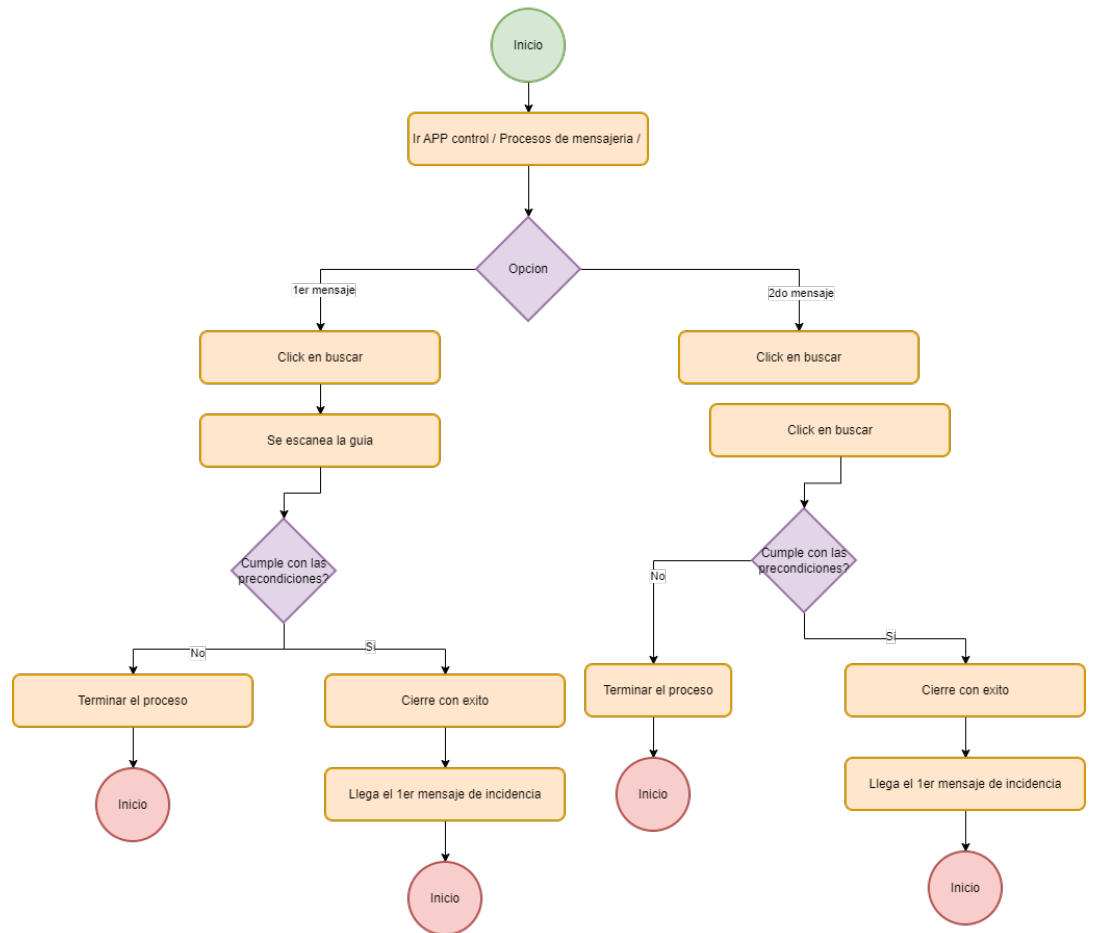 Inicio
Ir APP control / Procesos de mensajeria /
Opcion
1er mensaje
2do mensaje
Click en buscar
Click en buscar
Se escanea la guia
Click en buscar
Cumple con las
precondiciones?
Cumple con las
precondiciones?
No
Si
No
Si
Terminar el proceso
Cierre con exito
Terminar el proceso
Cierre con exito
Inicio
Llega el 1er mensaje de incidencia
Inicio
Llega el 1er mensaje de incidencia
Inicio
Inicio